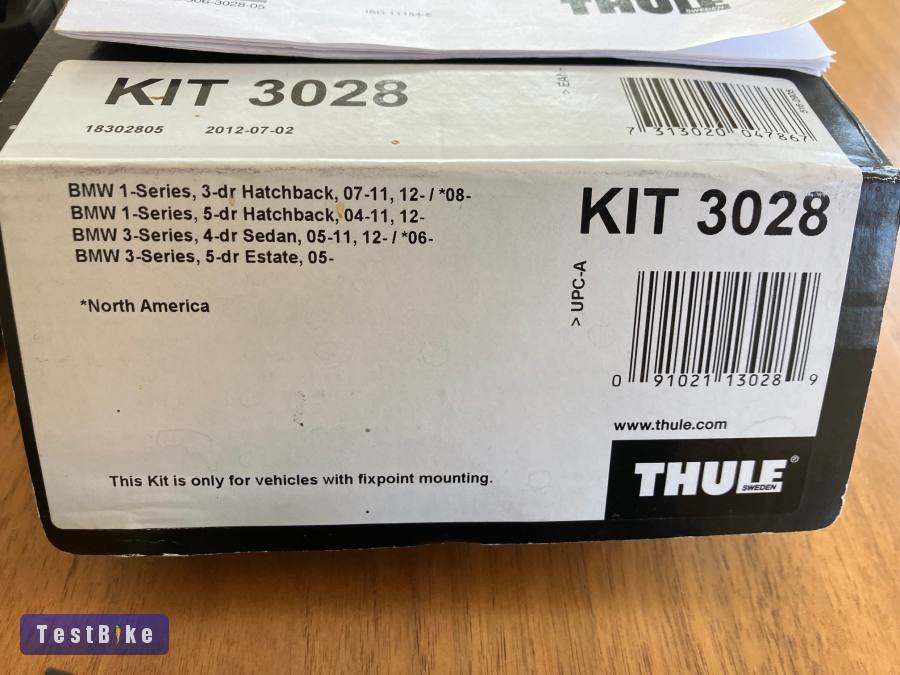 THULE
SWEDEN
KIT 3028
18302805 2012-07-02
> EAN-
7 313020 047867
BMW 1-Series, 3-dr Hatchback, 07-11, 12- / *08-
BMW 1-Series, 5-dr Hatchback, 04-11, 12-
BMW 3-Series, 4-dr Sedan, 05-11, 12- / *06-
BMW 3-Series, 5-dr Estate, 05-
*North America
KIT 3028
> UPC-A
0 91021 13028 9
www.thule.com
This Kit is only for vehicles with fixpoint mounting.
THULE®
SWEDEN
TestBike